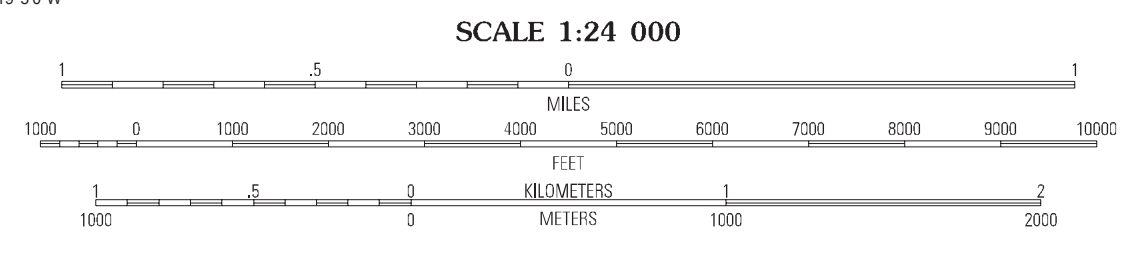 SCALE 1:24 000
1 .5 0 1
MILES
1000 0 1000 2000 3000 4000 5000 6000 7000 8000 9000 10000
FEET
1 .5 0 KILOMETERS 1 2
1000 0 METERS 1000 2000